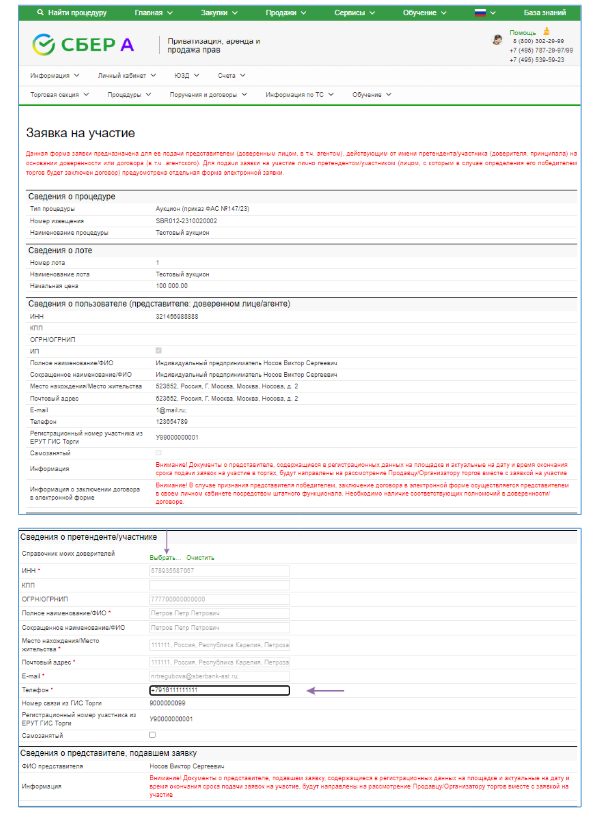 Найти процедуру Главная Закупки Продажи Сервисы Обучение База знаний
СБЕР А
Приватизация, аренда и
продажа прав
Помощь
8 (800) 302-29-99
+7 (495) 787-29-97/99
+7 (495) 539-59-23
Информация Личный кабинет ЮЗД Счета
Торговая секция Процедуры Поручения и договоры Информация по ТС Обучение
Заявка на участие
Данная форма заявки предназначена для ее подачи представителем (доверенным лицом, в т.ч. агентом), действующим от имени претендента/участника (доверителя, принципала) на
основании доверенности или договора (в т.ч. агентского). Для подачи заявки на участие лично претендентом/участником (лицом, с которым в случае определения его победителем
торгов будет заключен договор) предусмотрена отдельная форма электронной заявки.
Сведения о процедуре
Тип процедуры Аукцион (приказ ФАС №147/23)
Номер извещения SBR012-2310020002
Наименование процедуры Тестовый аукцион
Сведения о лоте
Номер лота 1
Наименование лота Тестовый аукцион
Начальная цена 100 000.00
Сведения о пользователе (представителе: доверенном лице/агенте)
ИНН 321456988888
КПП
ОГРН/ОГРНИП
ИП
Полное наименование/ФИО Индивидуальный предприниматель Носов Виктор Сергеевич
Сокращенное наименование/ФИО Индивидуальный предприниматель Носов Виктор Сергеевич
Место нахождения/Место жительства 623652, Россия, Г. Москва, Москва, Носова, д. 2
Почтовый адрес 623652, Россия, Г. Москва, Москва, Носова, д. 2
E-mail 1@mail.ru;
Телефон 123654789
Регистрационный номер участника из
ЕРУТ ГИС Торги У99000000001
Самозанятый
Информация Внимание! Документы о представителе, содержащиеся в регистрационных данных на площадке и актуальные на дату и время окончания
срока подачи заявок на участие в торгах, будут направлены на рассмотрение Продавцу/Организатору торгов вместе с заявкой на участие.
Информация о заключении договора
в электронной форме
Внимание! В случае признания представителя победителем, заключение договора в электронной форме осуществляется представителем
в своем личном кабинете посредством штатного функционала. Необходимо наличие соответствующих полномочий в доверенности/
договоре.
Сведения о претенденте/участнике
Справочник моих доверителей Выбрать... Очистить
ИНН * 578935587057
КПП
ОГРН/ОГРНИП 777700000000000
Полное наименование/ФИО * Петров Петр Петрович
Сокращенное наименование/ФИО Петров Петр Петрович
Место нахождения/Место
жительства * 111111, Россия, Республика Карелия, Петроза
Почтовый адрес * 111111, Россия, Республика Карелия, Петроза
E-mail * nrtregubova@sberbank-ast.ru;
Телефон * +7916111111111
Номер связи из ГИС Торги 9000000099
Регистрационный номер участника из
ЕРУТ ГИС Торги У90000000001
Самозанятый
Сведения о представителе, подавшем заявку
ФИО представителя Носов Виктор Сергеевич
Информация Внимание! Документы о представителе, подавшем заявку, содержащиеся в регистрационных данных на площадке и актуальные на дату и
время окончания срока подачи заявок на участие, будут направлены на рассмотрение Продавцу/Организатору торгов вместе с заявкой на
участие.